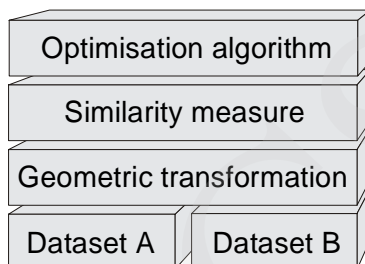 Optimisation algorithm
Similarity measure
Geometric transformation
Dataset A Dataset B